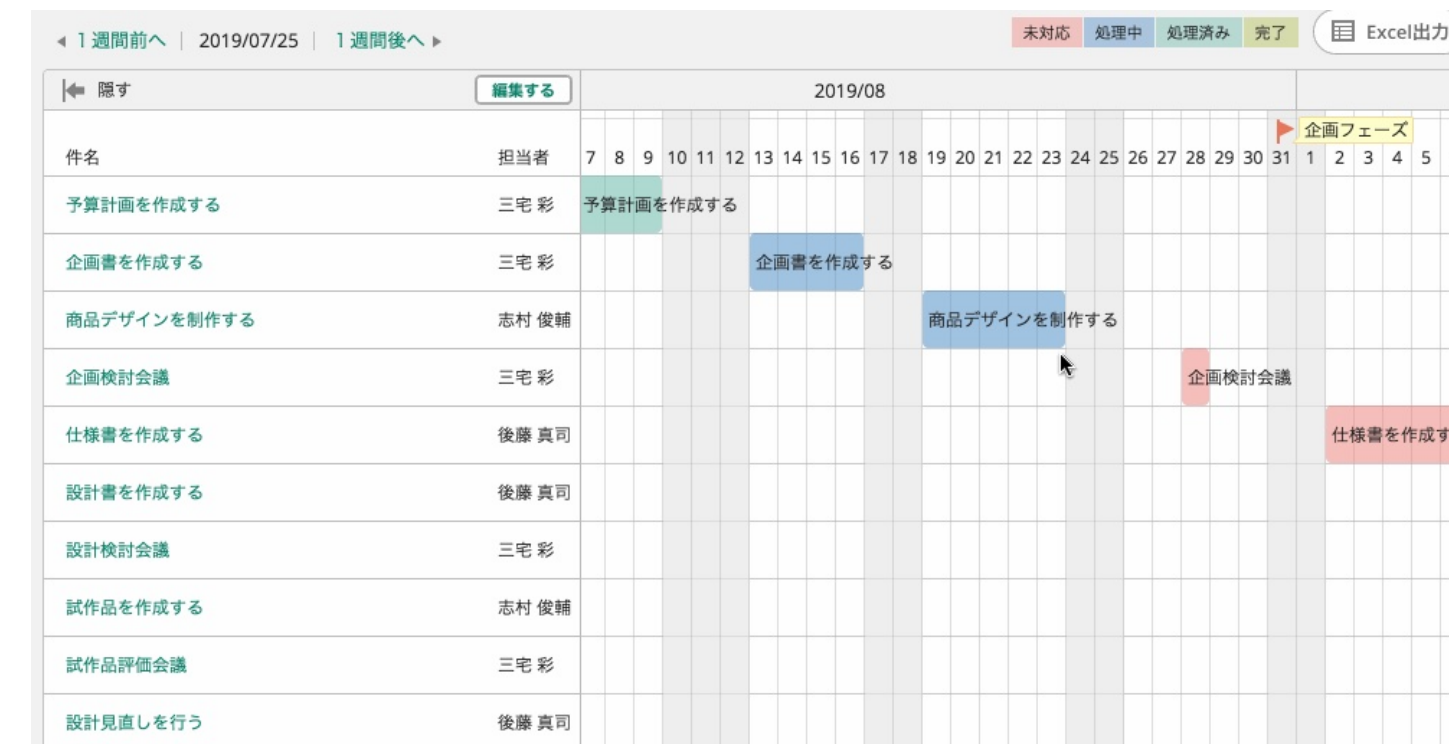 1 週間前へ | 2019/07/25 | 1 週間後へ
未対応 処理中 処理済み 完了 Excel出力
隠す 編集する 2019/08
企画フェーズ
件名 担当者 7 8 9 10 11 12 13 14 15 16 17 18 19 20 21 22 23 24 25 26 27 28 29 30 31 1 2 3 4 5
予算計画を作成する 三宅 彩 予算計画を作成する
企画書を作成する 三宅 彩 企画書を作成する
商品デザインを制作する 志村 俊輔 商品デザインを制作する
企画検討会議 三宅 彩 企画検討会議
仕様書を作成する 後藤 真司 仕様書を作成す
設計書を作成する 後藤 真司
設計検討会議 三宅 彩
試作品を作成する 志村 俊輔
試作品評価会議 三宅 彩
設計見直しを行う 後藤 真司